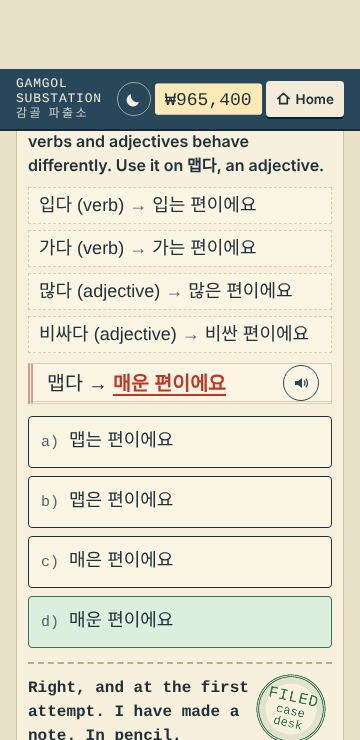 GAMGOL
SUBSTATION
감골 파출소
₩965,400
Home
verbs and adjectives behave
differently. Use it on 맵다, an adjective.
입다 (verb) → 입는 편이에요
가다 (verb) → 가는 편이에요
많다 (adjective) → 많은 편이에요
비싸다 (adjective) → 비싼 편이에요
맵다 → 매운 편이에요
a) 맵는 편이에요
b) 맵은 편이에요
c) 매은 편이에요
d) 매운 편이에요
Right, and at the first
attempt. I have made a
note. In pencil.
FILED
case
desk